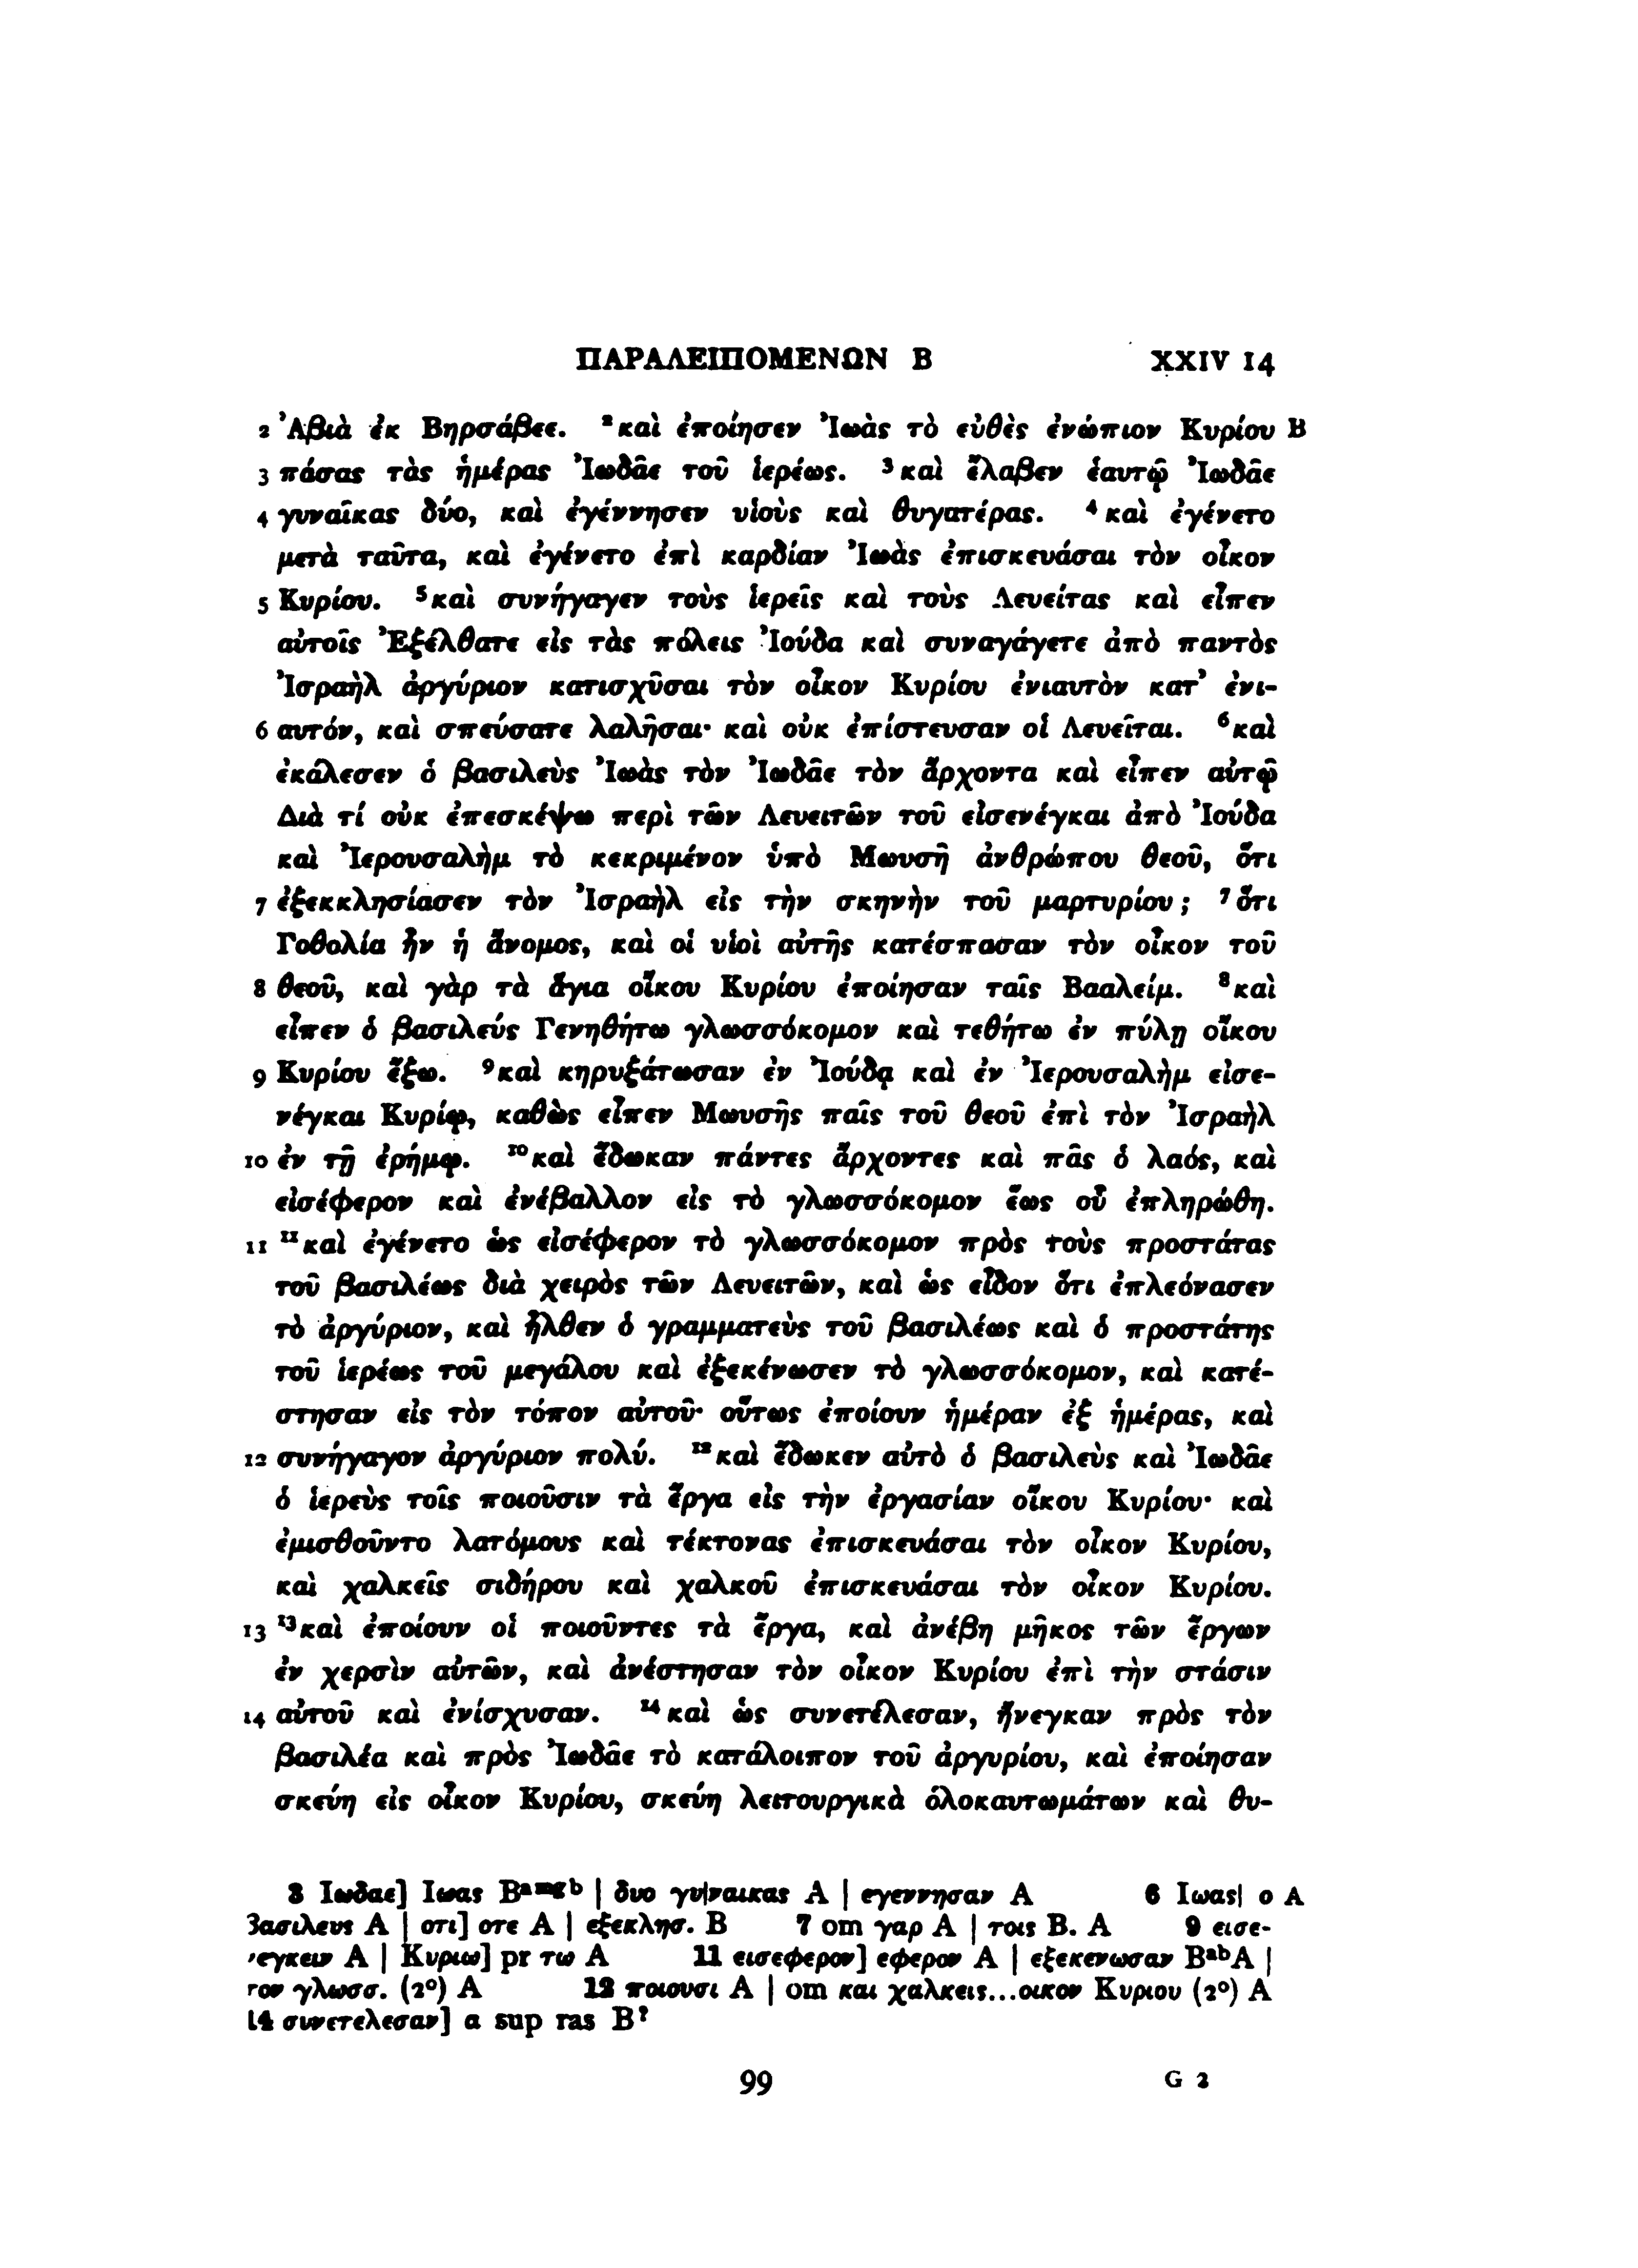 ΠΑΡΑΛΕΙΠΟΜΕΝΩΝ Β XXIV 14
2 Ἀβιὰ ἐκ Βηρσάβεε. ²καὶ ἐποίησεν Ἰωὰς τὸ εὐθὲς ἐνώπιον Κυρίου B
3 πάσας τὰς ἡμέρας Ἰωδᾶε τοῦ ἱερέως. ³καὶ ἔλαβεν ἑαυτῷ Ἰωδᾶε
4 γυναῖκας δύο, καὶ ἐγέννησεν υἱοὺς καὶ θυγατέρας. ⁴καὶ ἐγένετο
μετὰ ταῦτα, καὶ ἐγένετο ἐπὶ καρδίαν Ἰωὰς ἐπισκευάσαι τὸν οἶκον
5 Κυρίου. ⁵καὶ συνήγαγεν τοὺς ἱερεῖς καὶ τοὺς Λευείτας καὶ εἶπεν
αὐτοῖς Ἐξέλθατε εἰς τὰς πόλεις Ἰούδα καὶ συναγάγετε ἀπὸ παντὸς
Ἰσραὴλ ἀργύριον κατισχῦσαι τὸν οἶκον Κυρίου ἐνιαυτὸν κατ’ ἐνι-
6 αυτόν, καὶ σπεύσατε λαλῆσαι· καὶ οὐκ ἐπίστευσαν οἱ Λευεῖται. ⁶καὶ
ἐκάλεσεν ὁ βασιλεὺς Ἰωὰς τὸν Ἰωδᾶε τὸν ἄρχοντα καὶ εἶπεν αὐτῷ
Διὰ τί οὐκ ἐπεσκέψω περὶ τῶν Λευειτῶν τοῦ εἰσενέγκαι ἀπὸ Ἰούδα
καὶ Ἰερουσαλὴμ τὸ κεκριμένον ὑπὸ Μωυσῆ ἀνθρώπου θεοῦ, ὅτι
7 ἐξεκκλησίασεν τὸν Ἰσραὴλ εἰς τὴν σκηνὴν τοῦ μαρτυρίου; ⁷ὅτι
Γοθολία ἦν ἡ ἄνομος, καὶ οἱ υἱοὶ αὐτῆς κατέσπασαν τὸν οἶκον τοῦ
8 θεοῦ, καὶ γὰρ τὰ ἅγια οἴκου Κυρίου ἐποίησαν ταῖς Βααλείμ. ⁸καὶ
εἶπεν ὁ βασιλεύς Γενηθήτω γλωσσόκομον καὶ τεθήτω ἐν πύλῃ οἴκου
9 Κυρίου ἔξω. ⁹καὶ κηρυξάτωσαν ἐν Ἰούδᾳ καὶ ἐν Ἰερουσαλὴμ εἰσε-
νέγκαι Κυρίῳ, καθὼς εἶπεν Μωυσῆς παῖς τοῦ θεοῦ ἐπὶ τὸν Ἰσραὴλ
10 ἐν τῇ ἐρήμῳ. ¹⁰καὶ ἔδωκαν πάντες ἄρχοντες καὶ πᾶς ὁ λαός, καὶ
εἰσέφερον καὶ ἐνέβαλλον εἰς τὸ γλωσσόκομον ἕως οὗ ἐπληρώθη.
11 ¹¹καὶ ἐγένετο ὡς εἰσέφερον τὸ γλωσσόκομον πρὸς τοὺς προστάτας
τοῦ βασιλέως διὰ χειρὸς τῶν Λευειτῶν, καὶ ὡς εἶδον ὅτι ἐπλεόνασεν
τὸ ἀργύριον, καὶ ἦλθεν ὁ γραμματεὺς τοῦ βασιλέως καὶ ὁ προστάτης
τοῦ ἱερέως τοῦ μεγάλου καὶ ἐξεκένωσεν τὸ γλωσσόκομον, καὶ κατέ-
στησαν εἰς τὸν τόπον αὐτοῦ· οὕτως ἐποίουν ἡμέραν ἐξ ἡμέρας, καὶ
12 συνήγαγον ἀργύριον πολύ. ¹²καὶ ἔδωκεν αὐτὸ ὁ βασιλεὺς καὶ Ἰωδᾶε
ὁ ἱερεὺς τοῖς ποιοῦσιν τὰ ἔργα εἰς τὴν ἐργασίαν οἴκου Κυρίου· καὶ
ἐμισθοῦντο λατόμους καὶ τέκτονας ἐπισκευάσαι τὸν οἶκον Κυρίου,
καὶ χαλκεῖς σιδήρου καὶ χαλκοῦ ἐπισκευάσαι τὸν οἶκον Κυρίου.
13 ¹³καὶ ἐποίουν οἱ ποιοῦντες τὰ ἔργα, καὶ ἀνέβη μῆκος τῶν ἔργων
ἐν χερσὶν αὐτῶν, καὶ ἀνέστησαν τὸν οἶκον Κυρίου ἐπὶ τὴν στάσιν
14 αὐτοῦ καὶ ἐνίσχυσαν. ¹⁴καὶ ὡς συνετέλεσαν, ἤνεγκαν πρὸς τὸν
βασιλέα καὶ πρὸς Ἰωδᾶε τὸ κατάλοιπον τοῦ ἀργυρίου, καὶ ἐποίησαν
σκεύη εἰς οἶκον Κυρίου, σκεύη λειτουργικὰ ὁλοκαυτωμάτων καὶ θυ-
3 Ιωδαε] Ιωας Bᵃᵐᵍᵇ | δυο γυναικας A | εγεννησαν A 6 Ιωας| ο A
βασιλευς A | οτι] οτε A | εξεκλησ. B 7 om γαρ A | τοις Β. A 9 εισε-
νεγκειν A | Κυριω] pr τω A 11 εισεφερον] εφερον A | εξεκενωσαν BᵃᵇA |
τον γλωσσ. (2°) A 12 ποιουσι A | om και χαλκεις...οικον Κυριου (2°) A
14 συνετελεσαν] α sup ras B?
99 G 2